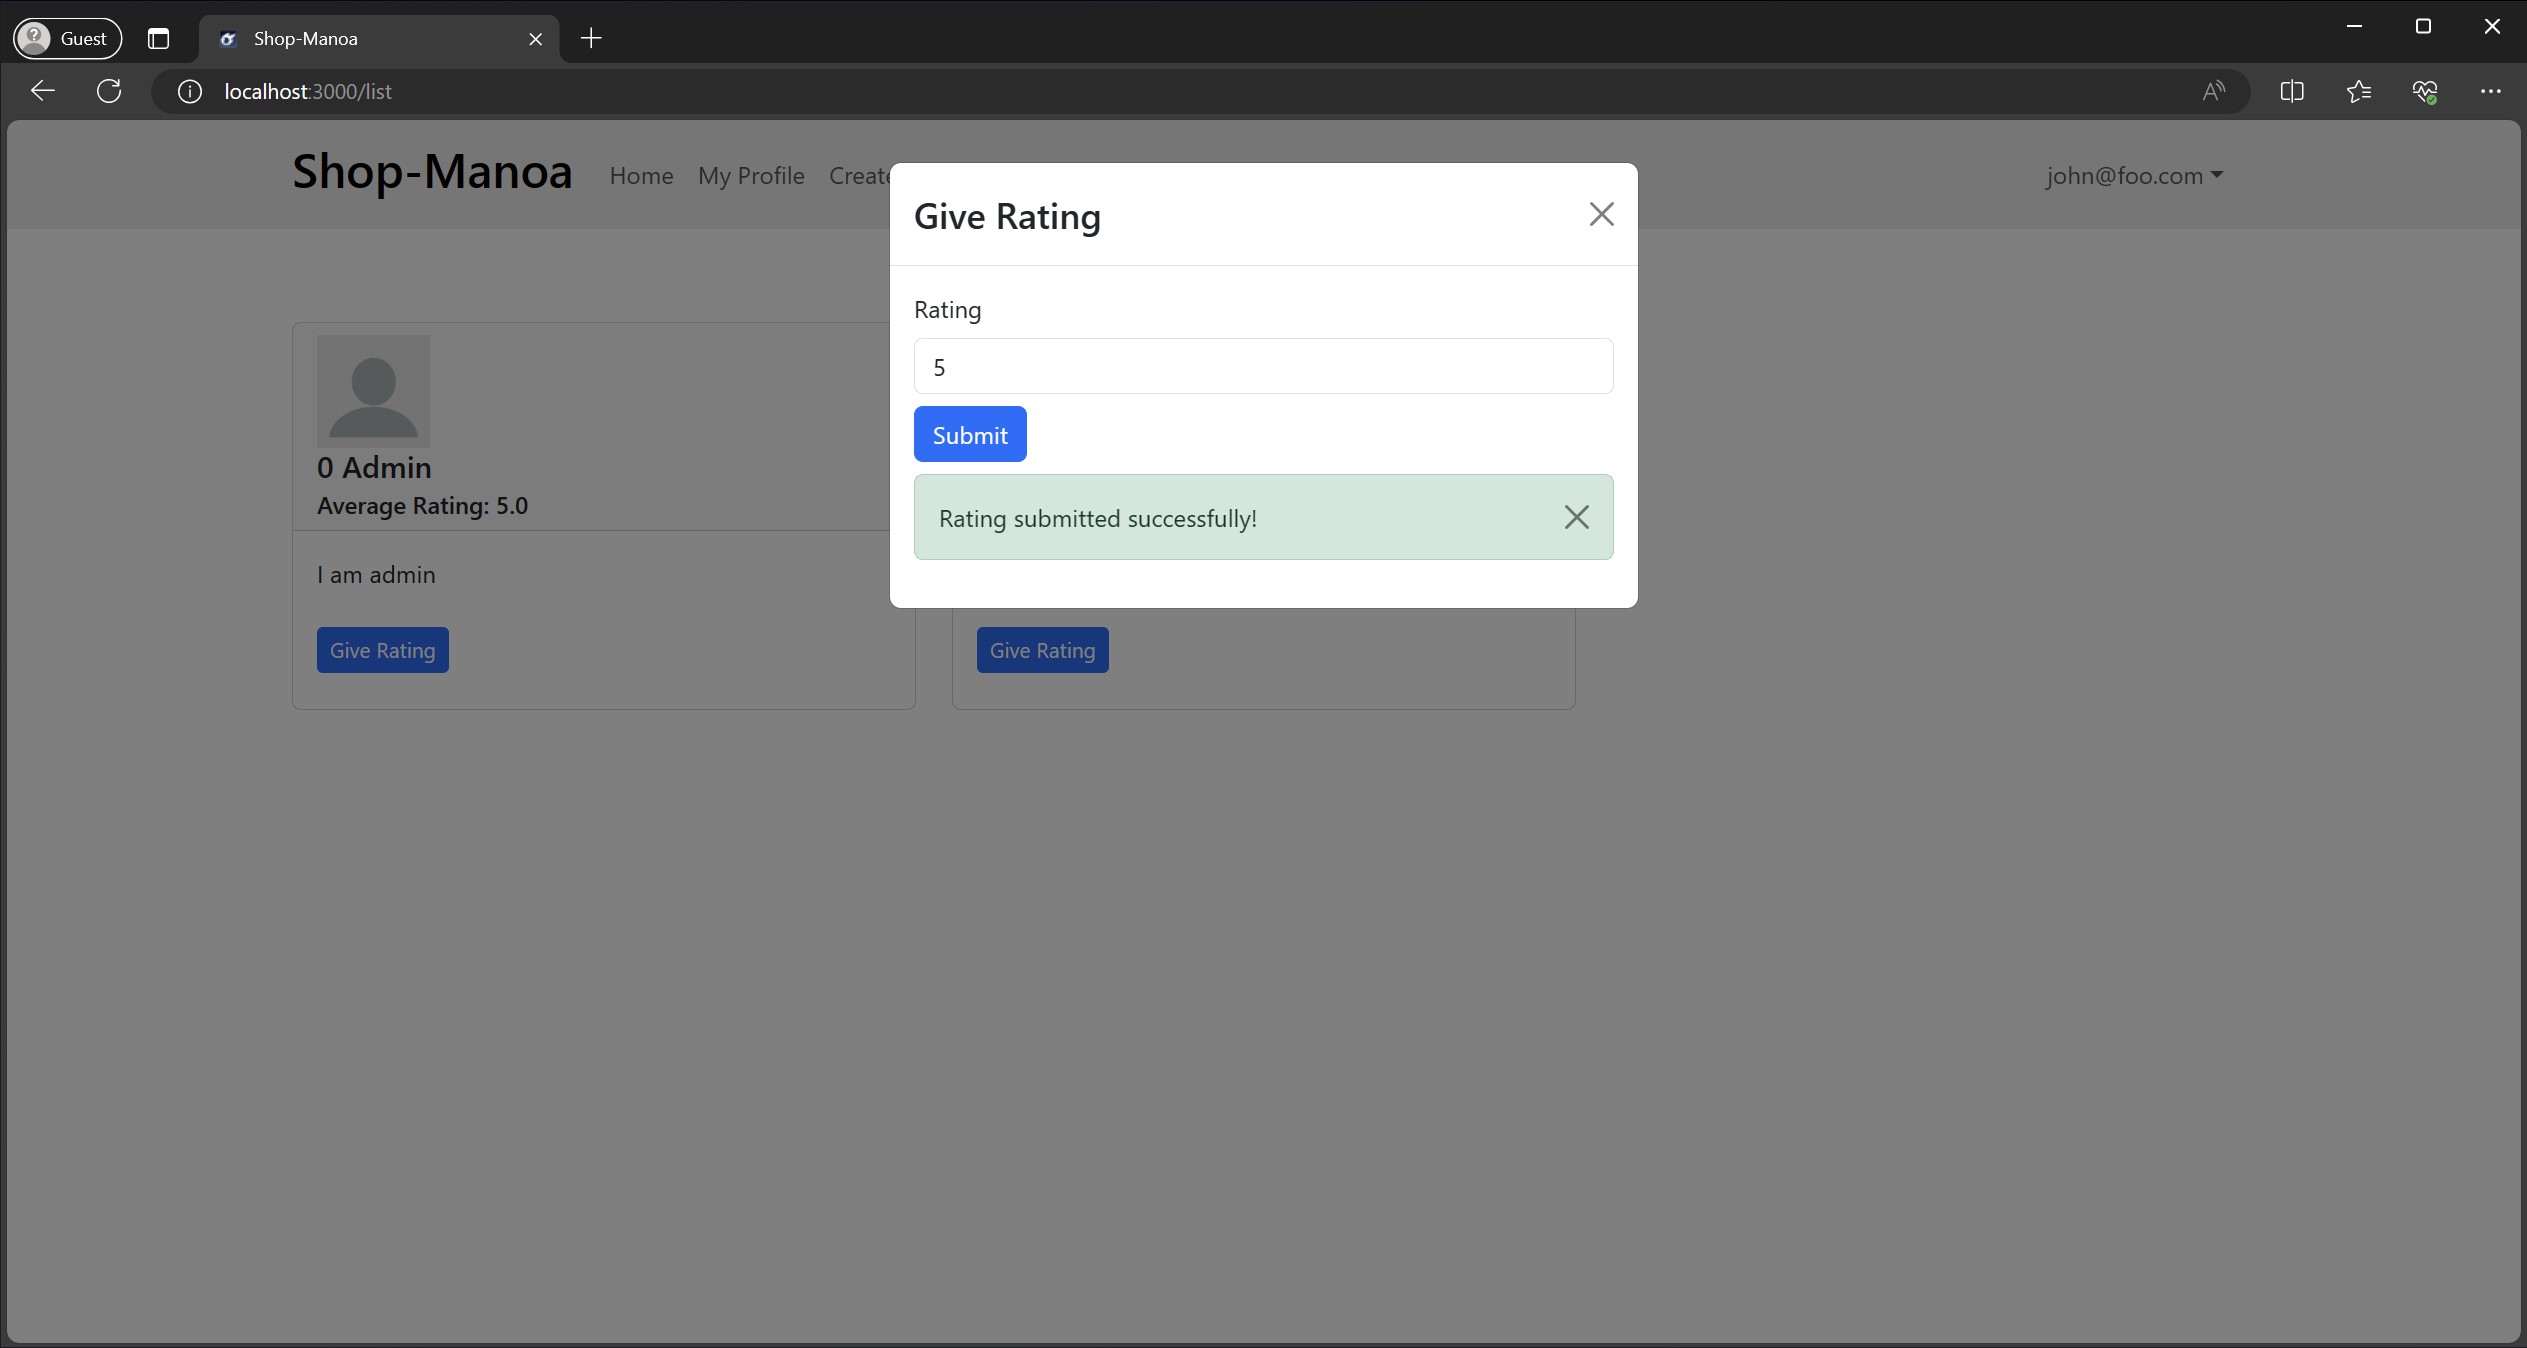 Guest
Shop-Manoa
localhost:3000/list
Shop-Manoa
Home
My Profile
Create
john@foo.com
Give Rating
Rating
5
Submit
Rating submitted successfully!
0 Admin
Average Rating: 5.0
I am admin
Give Rating
Give Rating